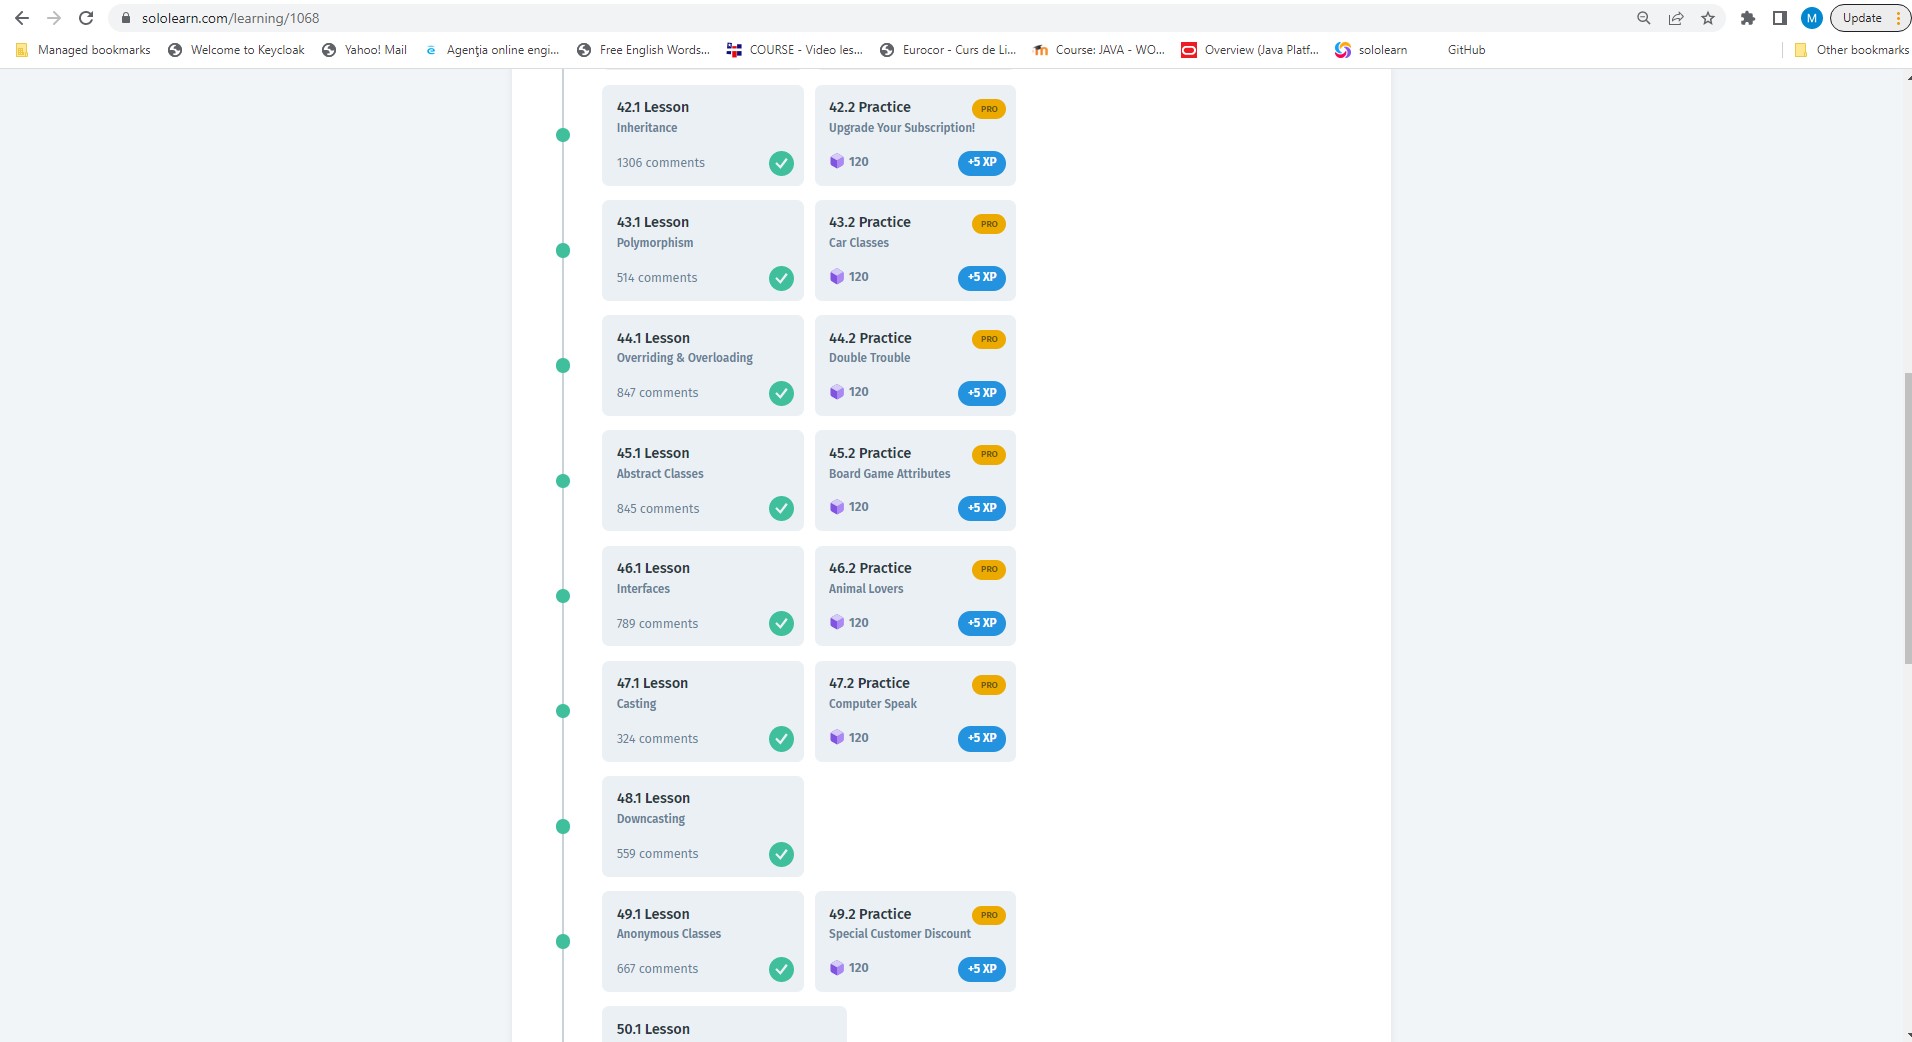 sololearn.com/learning/1068
M
Update
Managed bookmarks
Welcome to Keycloak
Yahoo! Mail
Agenţia online engi...
Free English Words...
COURSE - Video les...
Eurocor - Curs de Li...
Course: JAVA - WO...
Overview (Java Platf...
sololearn
GitHub
Other bookmarks
42.1 Lesson
Inheritance
1306 comments
42.2 Practice
PRO
Upgrade Your Subscription!
120
+5 XP
43.1 Lesson
Polymorphism
514 comments
43.2 Practice
PRO
Car Classes
120
+5 XP
44.1 Lesson
Overriding & Overloading
847 comments
44.2 Practice
PRO
Double Trouble
120
+5 XP
45.1 Lesson
Abstract Classes
845 comments
45.2 Practice
PRO
Board Game Attributes
120
+5 XP
46.1 Lesson
Interfaces
789 comments
46.2 Practice
PRO
Animal Lovers
120
+5 XP
47.1 Lesson
Casting
324 comments
47.2 Practice
PRO
Computer Speak
120
+5 XP
48.1 Lesson
Downcasting
559 comments
49.1 Lesson
Anonymous Classes
667 comments
49.2 Practice
PRO
Special Customer Discount
120
+5 XP
50.1 Lesson